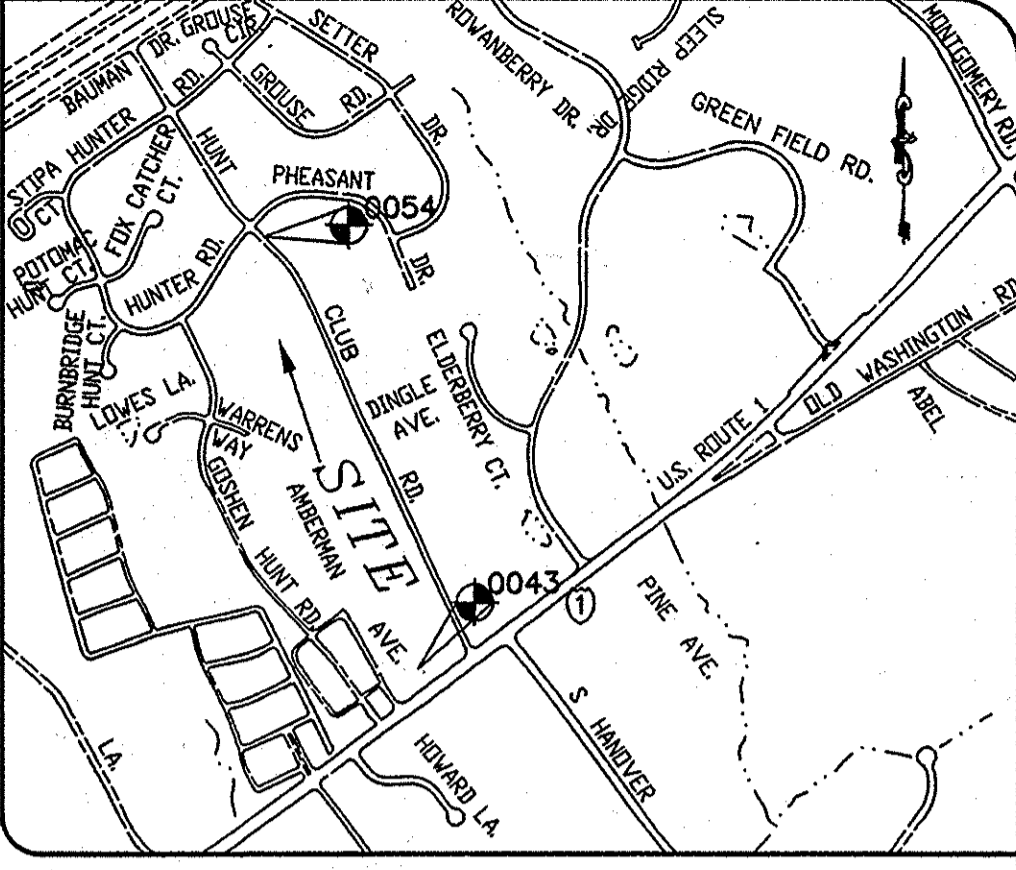 DR. GROUSE
CIR.
SETTER
BAUMAN
RD.
GROUSE
RD.
DR.
ROWANBERRY DR.
DR.
SLEEP RIDGE
MONTGOMERY RD.
GREEN FIELD RD.
STIPA HUNTER
CT.
FOX CATCHER
CT.
HUNT
PHEASANT
0054
DR.
POTOMAC
HUNT CT.
HUNTER RD.
BURNBRIDGE
HUNT CT.
CLUB
RD.
LOWES LA.
WARRENS
WAY
DINGLE
AVE.
ELDERBERRY CT.
U.S. ROUTE 1
OLD WASHINGTON RD
ABEL
GOSHEN
HUNT RD.
SITE
AMBERMAN
AVE.
0043
1
PINE AVE.
S HANOVER
HOWARD LA.
LA.